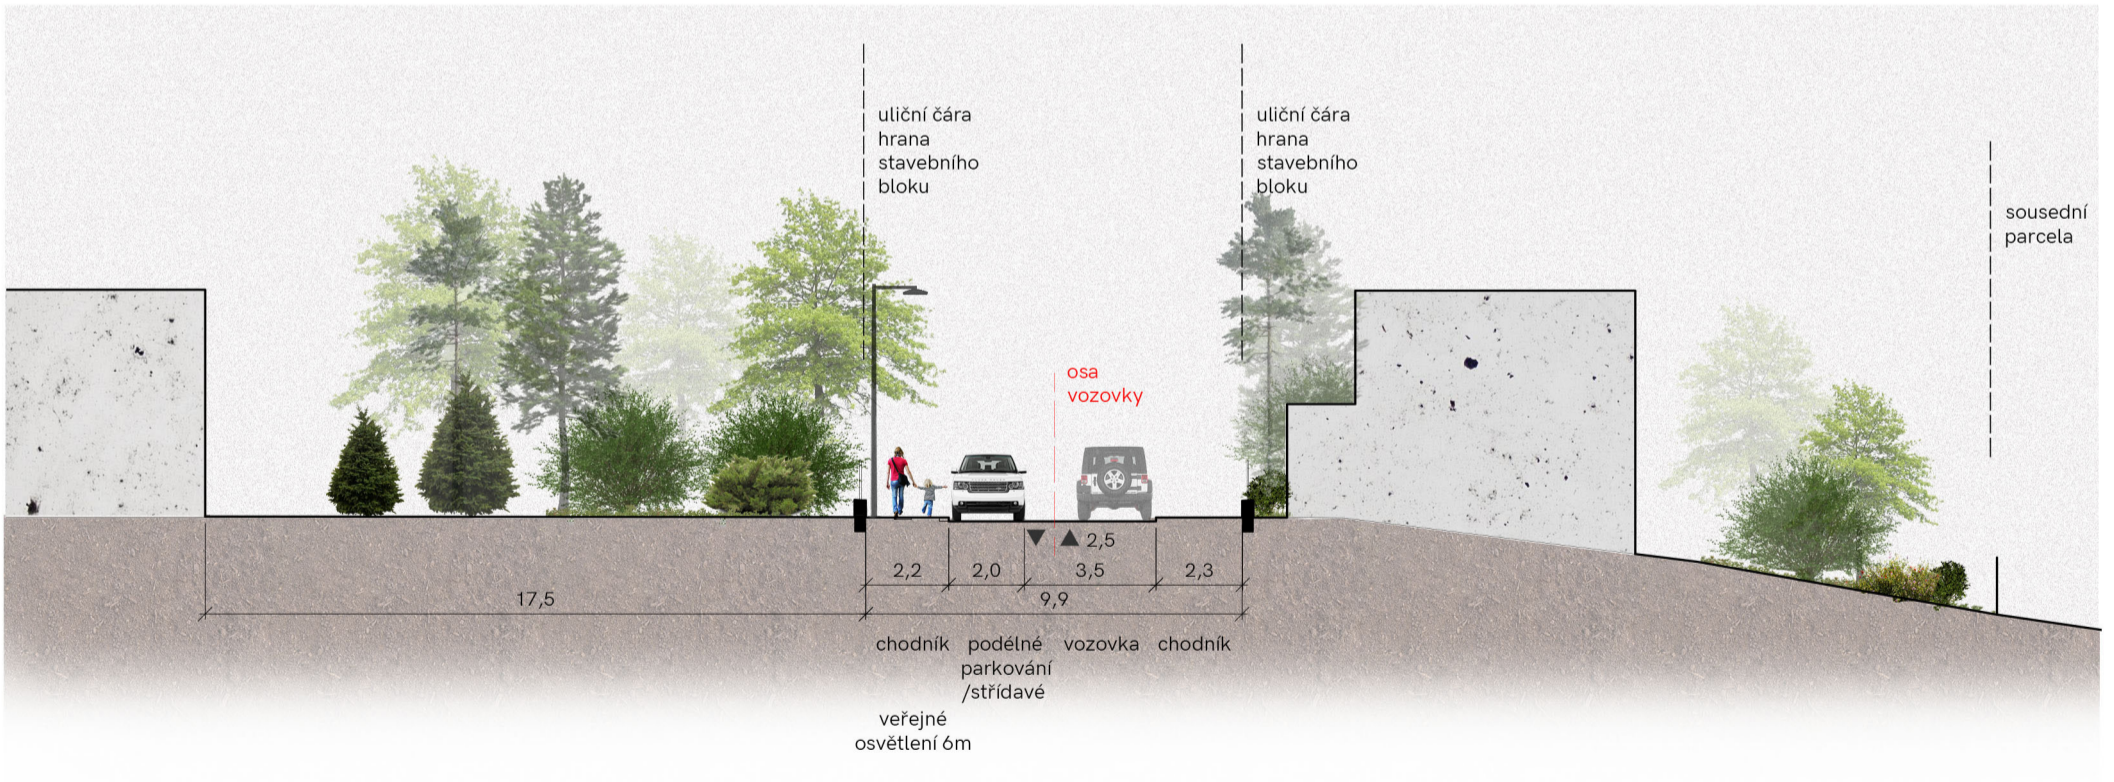 uliční čára
hrana
stavebního
bloku
uliční čára
hrana
stavebního
bloku
sousední
parcela
osa
vozovky
2,5
2,2
2,0
3,5
2,3
17,5
9,9
chodník
podélné
parkování
/střídavé
vozovka
chodník
veřejné
osvětlení 6m